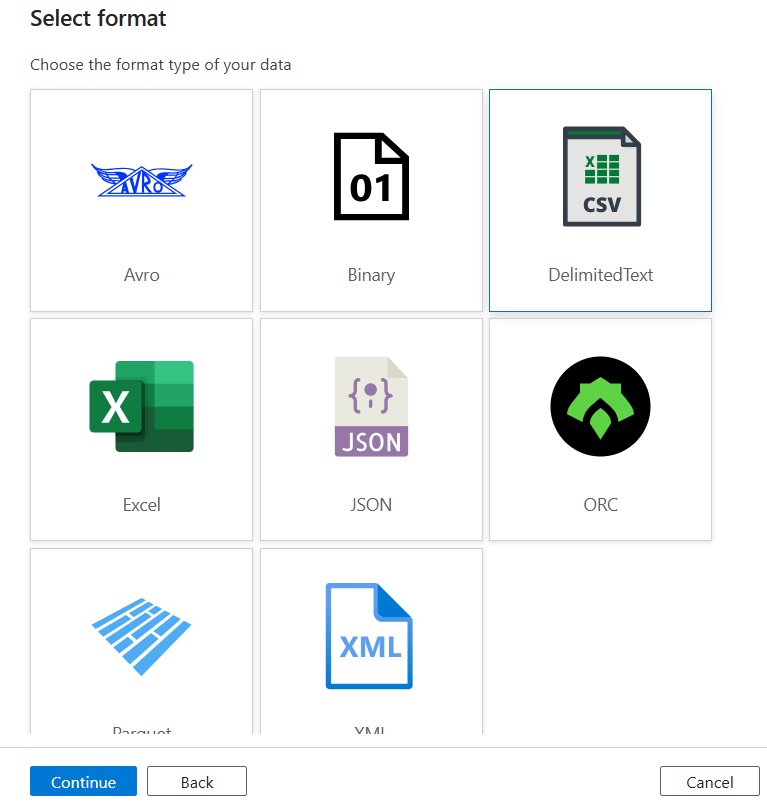 Select format
Choose the format type of your data
AVRO
01
X
CSV
Avro
Binary
DelimitedText
X
{ }
JSON
Excel
JSON
ORC
XML
Parquet
XML
Continue
Back
Cancel